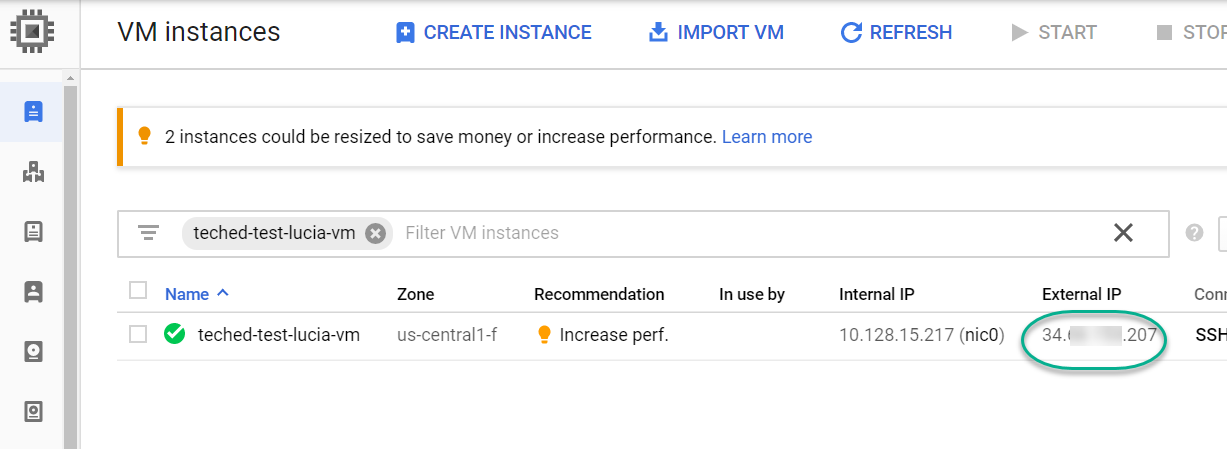 VM instances CREATE INSTANCE IMPORT VM REFRESH START STOP
2 instances could be resized to save money or increase performance. Learn more
teched-test-lucia-vm Filter VM instances
Name Zone Recommendation In use by Internal IP External IP Conn
teched-test-lucia-vm us-central1-f Increase perf. 10.128.15.217 (nic0) 34. .207 SSH